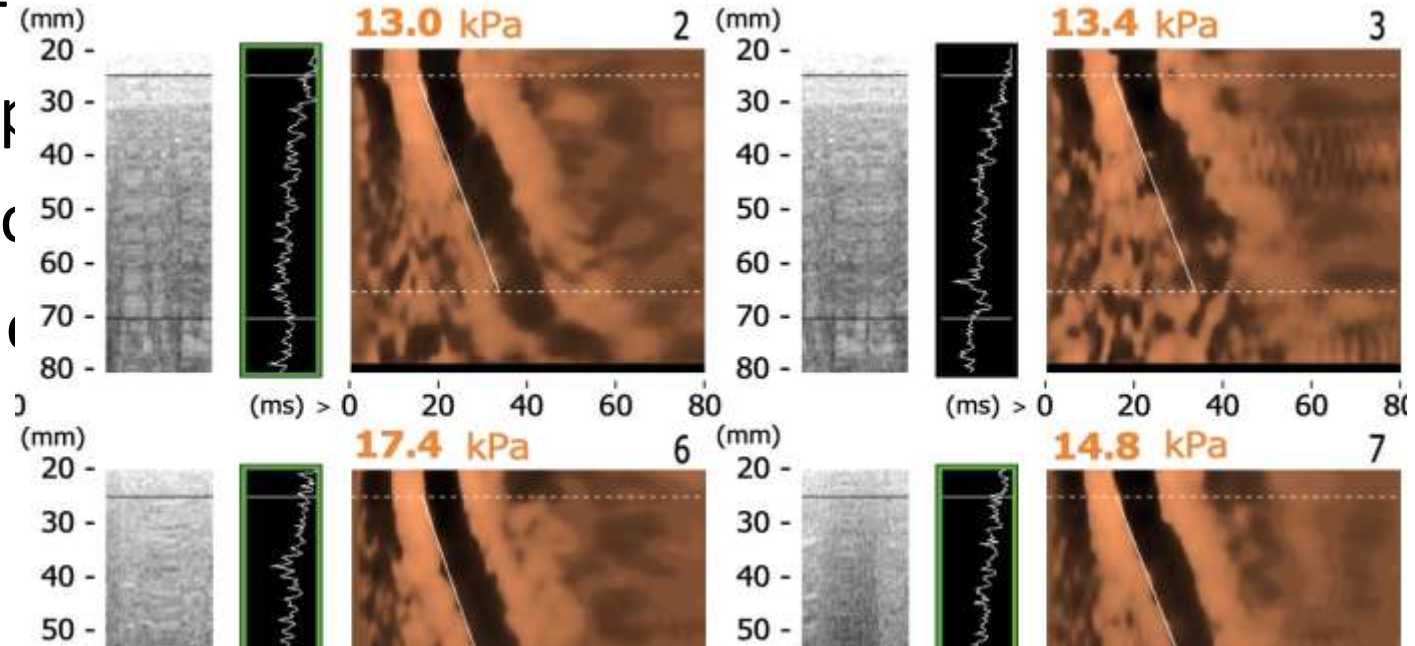 (mm) 13.0 kPa 2 (mm) 13.4 kPa 3
20 - 20 -
30 - 30 -
40 - 40 -
50 - 50 -
60 - 60 -
70 - 70 -
80 - 80 -
(ms) > 0 20 40 60 (ms) > 0 20 40 60
(mm) 17.4 kPa 6 (mm) 14.8 kPa 7
20 - 20 -
30 - 30 -
40 - 40 -
50 - 50 -